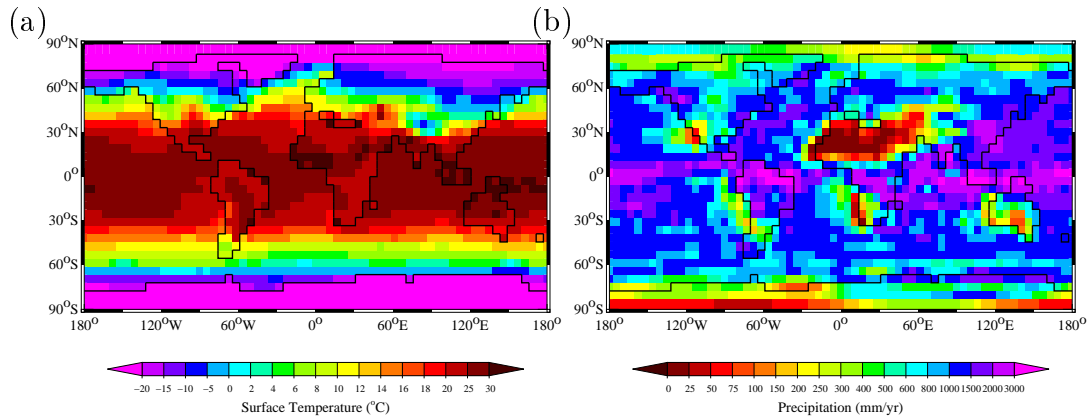 (a)
(b)
90°N
60°N
30°N
0°
30°S
60°S
90°S
180° 120°W 60°W 0° 60°E 120°E 180°
90°N
60°N
30°N
0°
30°S
60°S
90°S
180° 120°W 60°W 0° 60°E 120°E 180°
−20 −15 −10 −5 0 2 4 6 8 10 12 14 16 18 20 25 30
Surface Temperature (°C)
0 25 50 75 100 150 200 250 300 350 400 500 600 800 1000 1500 2000 3000
Precipitation (mm/yr)